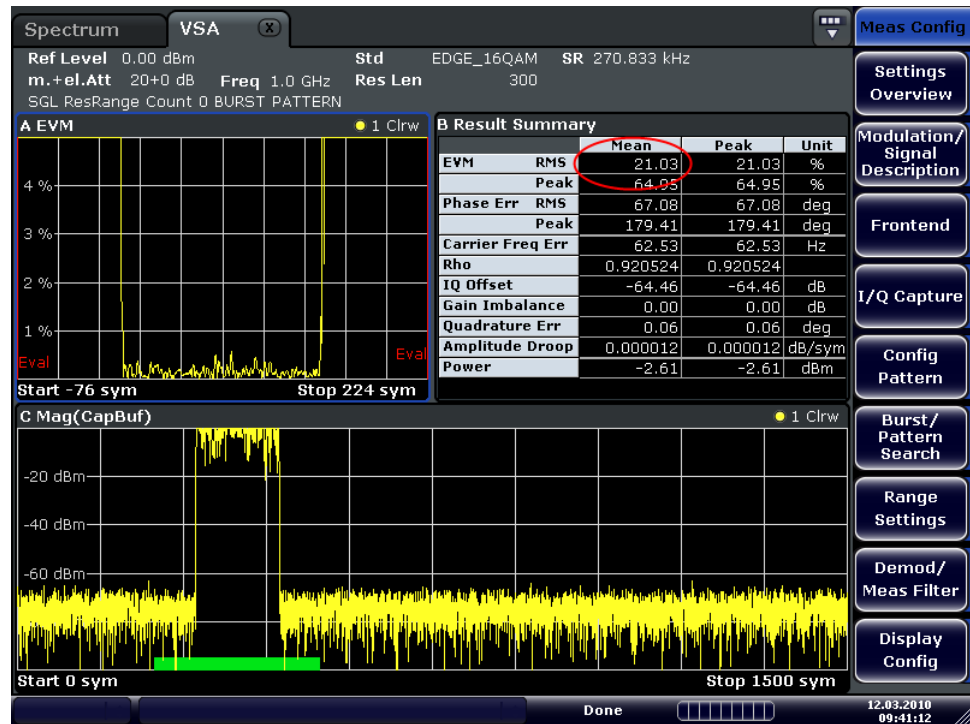 Spectrum VSA X
Ref Level 0.00 dBm Std EDGE_16QAM SR 270.833 kHz
m.+el.Att 20+0 dB Freq 1.0 GHz Res Len 300
SGL ResRange Count 0 BURST PATTERN
A EVM 1 Clrw
4 %
3 %
2 %
1 %
Eval Eval
Start -76 sym Stop 224 sym
B Result Summary
Mean Peak Unit
EVM RMS 21.03 21.03 %
Peak 64.95 64.95 %
Phase Err RMS 67.08 67.08 deg
Peak 179.41 179.41 deg
Carrier Freq Err 62.53 62.53 Hz
Rho 0.920524 0.920524
IQ Offset -64.46 -64.46 dB
Gain Imbalance 0.00 0.00 dB
Quadrature Err 0.06 0.06 deg
Amplitude Droop 0.000012 0.000012 dB/sym
Power -2.61 -2.61 dBm
C Mag(CapBuf) 1 Clrw
-20 dBm
-40 dBm
-60 dBm
Start 0 sym Stop 1500 sym
Meas Config
Settings
Overview
Modulation/
Signal
Description
Frontend
I/Q Capture
Config
Pattern
Burst/
Pattern
Search
Range
Settings
Demod/
Meas Filter
Display
Config
Done
12.03.2010
09:41:12